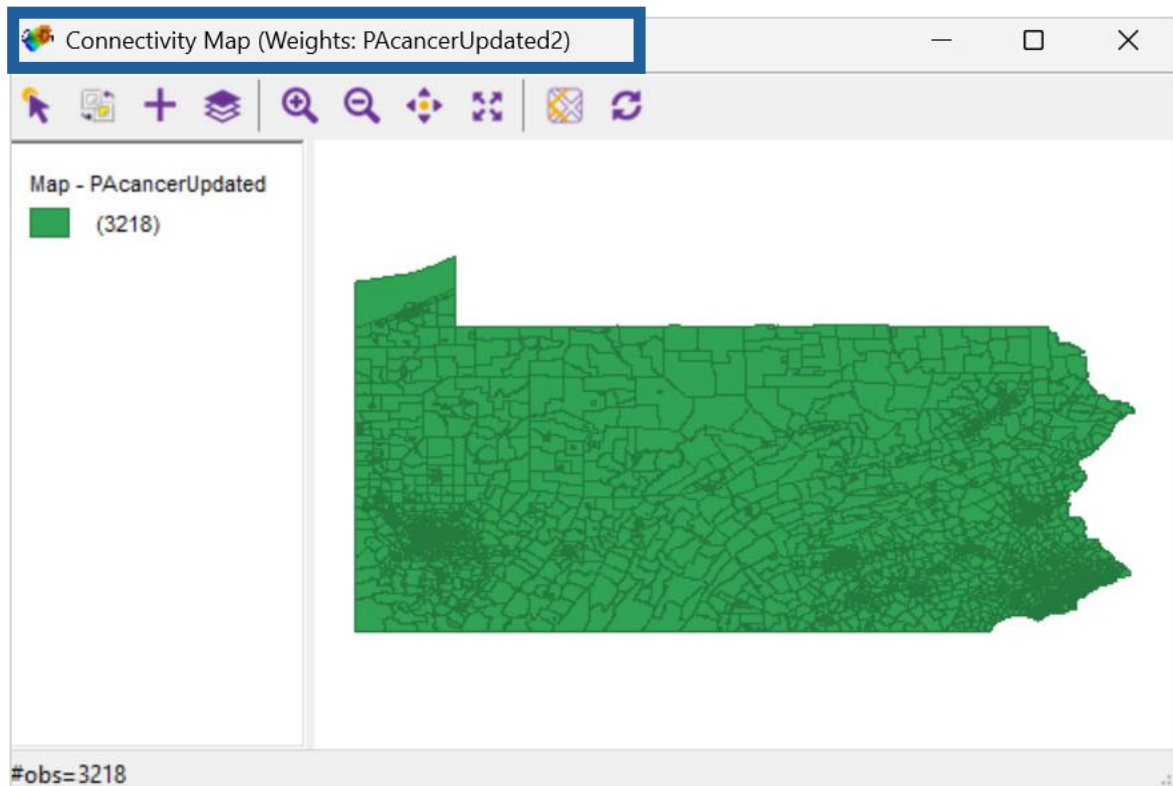 Connectivity Map (Weights: PAcancerUpdated2)
Map - PAcancerUpdated
(3218)
#obs=3218